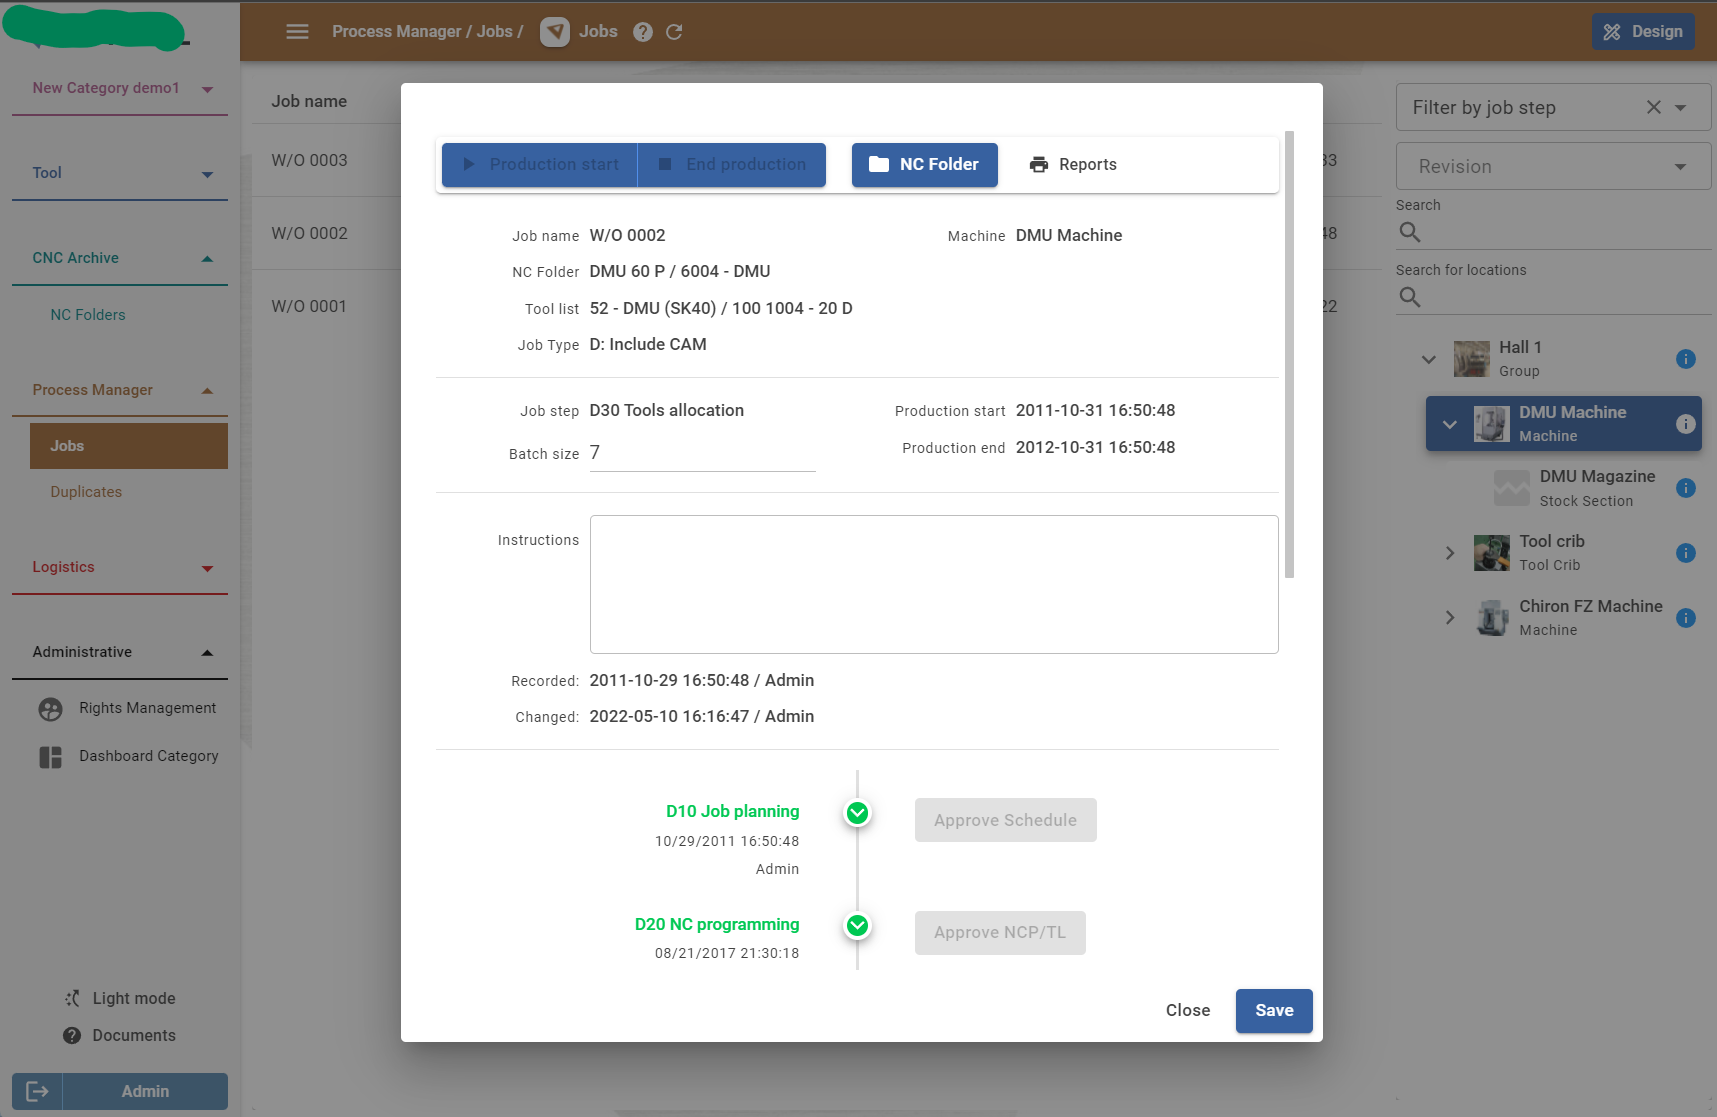 Process Manager / Jobs /
Jobs
Design
New Category demo1
Tool
CNC Archive
NC Folders
Process Manager
Jobs
Duplicates
Logistics
Administrative
Rights Management
Dashboard Category
Light mode
Documents
Admin
Job name
W/O 0003
W/O 0002
W/O 0001
Production start
End production
NC Folder
Reports
Job name W/O 0002
Machine DMU Machine
NC Folder DMU 60 P / 6004 - DMU
Tool list 52 - DMU (SK40) / 100 1004 - 20 D
Job Type D: Include CAM
Job step D30 Tools allocation
Production start 2011-10-31 16:50:48
Batch size 7
Production end 2012-10-31 16:50:48
Instructions
Recorded: 2011-10-29 16:50:48 / Admin
Changed: 2022-05-10 16:16:47 / Admin
D10 Job planning
10/29/2011 16:50:48
Admin
Approve Schedule
D20 NC programming
08/21/2017 21:30:18
Approve NCP/TL
Close
Save
48
22
Filter by job step
Revision
Search
Search for locations
Hall 1
Group
DMU Machine
Machine
DMU Magazine
Stock Section
Tool crib
Tool Crib
Chiron FZ Machine
Machine